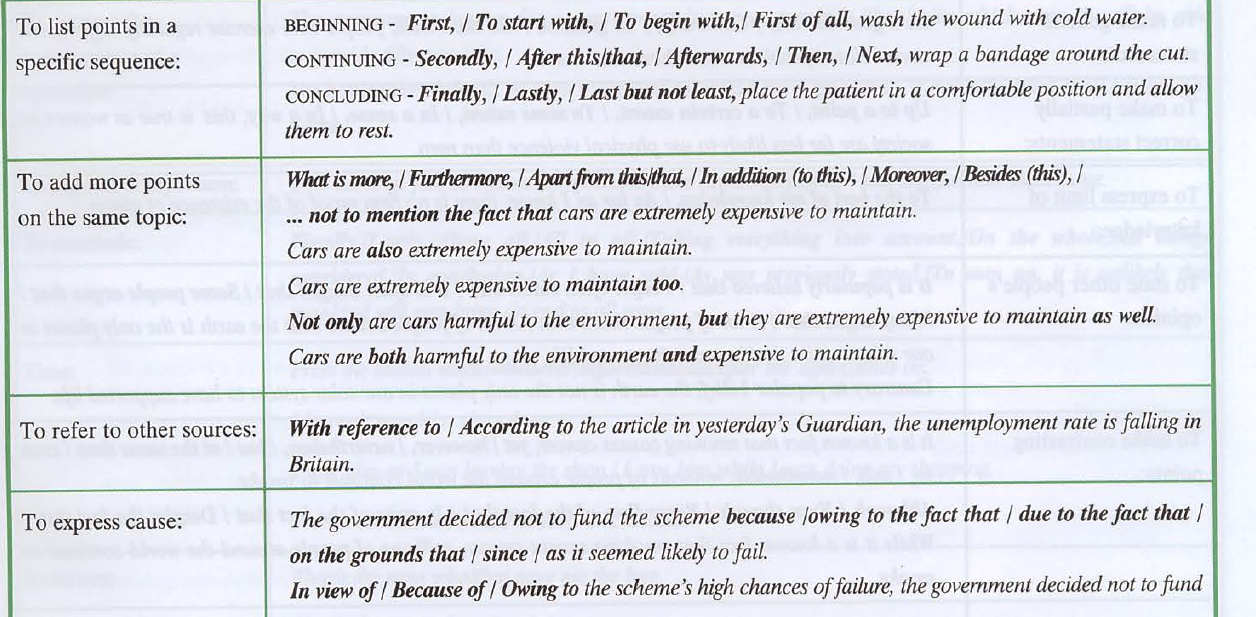 To list points in a
specific sequence:
BEGINNING - First, / To start with, / To begin with,/ First of all, wash the wound with cold water.
CONTINUING - Secondly, / After this/that, / Afterwards, / Then, / Next, wrap a bandage around the cut.
CONCLUDING - Finally, / Lastly, / Last but not least, place the patient in a comfortable position and allow
them to rest.
To add more points
on the same topic:
What is more, / Furthermore, / Apart from this/that, / In addition (to this), / Moreover, / Besides (this), /
... not to mention the fact that cars are extremely expensive to maintain.
Cars are also extremely expensive to maintain.
Cars are extremely expensive to maintain too.
Not only are cars harmful to the environment, but they are extremely expensive to maintain as well.
Cars are both harmful to the environment and expensive to maintain.
To refer to other sources:
With reference to / According to the article in yesterday's Guardian, the unemployment rate is falling in
Britain.
To express cause:
The government decided not to fund the scheme because /owing to the fact that / due to the fact that /
on the grounds that / since / as it seemed likely to fail.
In view of / Because of / Owing to the scheme's high chances of failure, the government decided not to fund